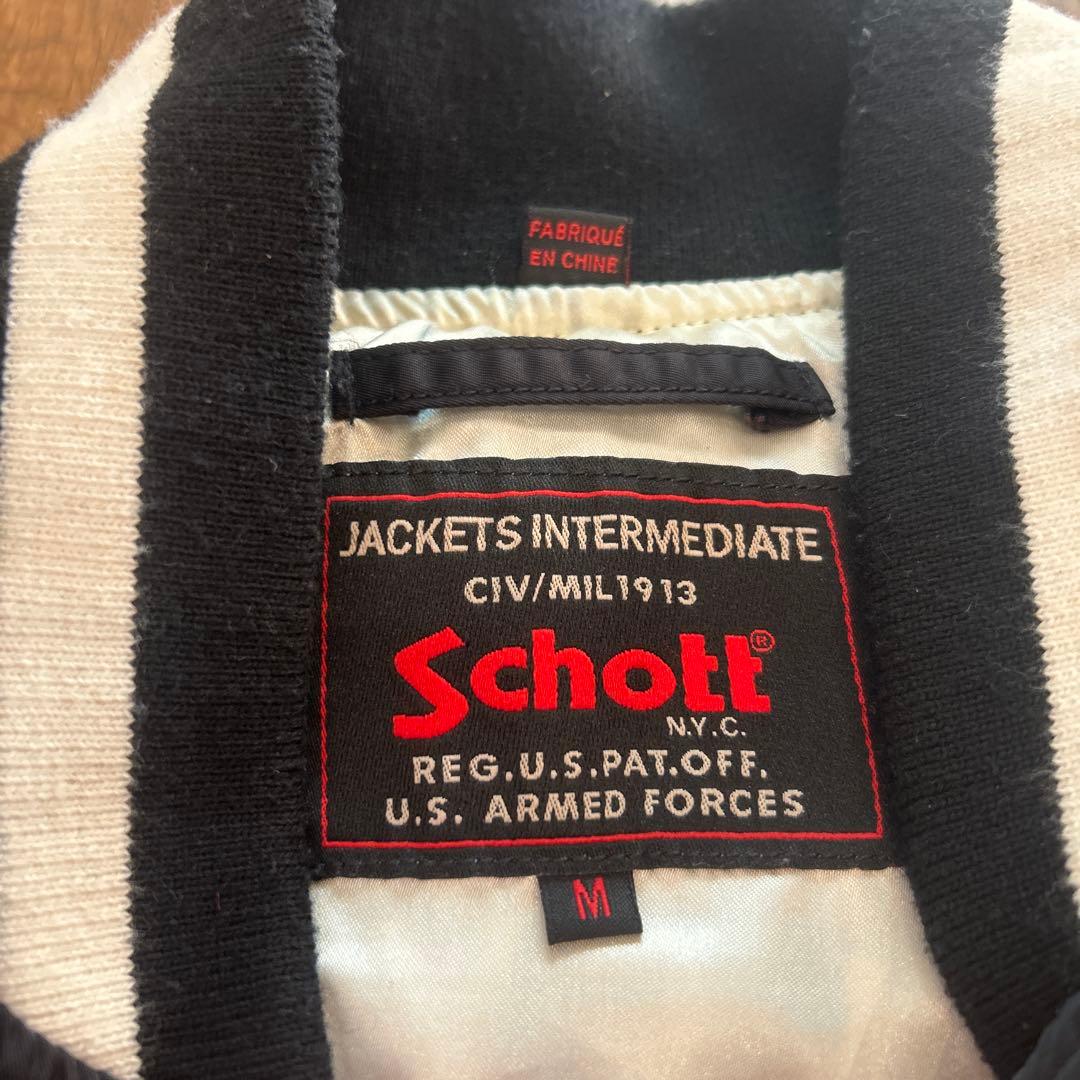 FABRIQUÉ
EN CHINE
JACKETS INTERMEDIATE
CIV/MIL1913
Schott®
N.Y.C.
REG.U.S.PAT.OFF.
U.S. ARMED FORCES
M